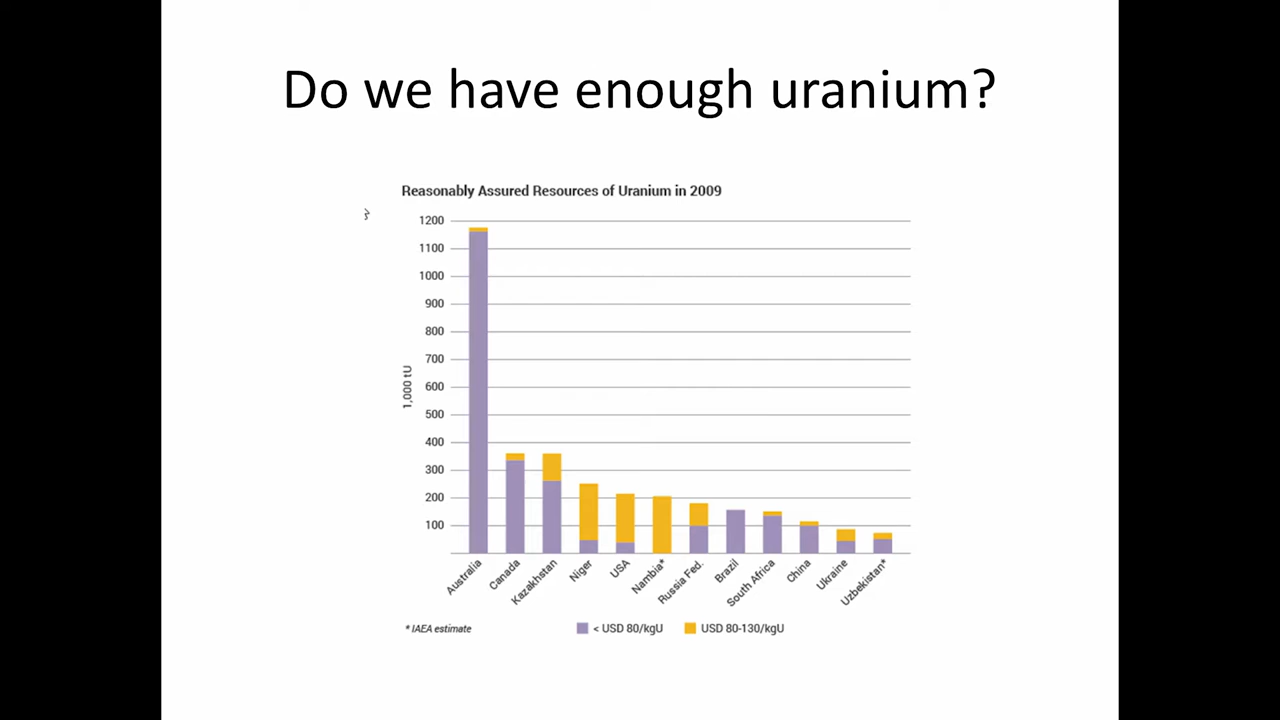 Do we have enough uranium?
Reasonably Assured Resources of Uranium in 2009
1200
1100
1000
900
800
700
600
500
400
300
200
100
1,000 tU
Australia
Canada
Kazakhstan
Niger
USA
Nambia*
Russia Fed.
Brazil
South Africa
China
Ukraine
Uzbekistan*
* IAEA estimate
< USD 80/kgU
USD 80-130/kgU